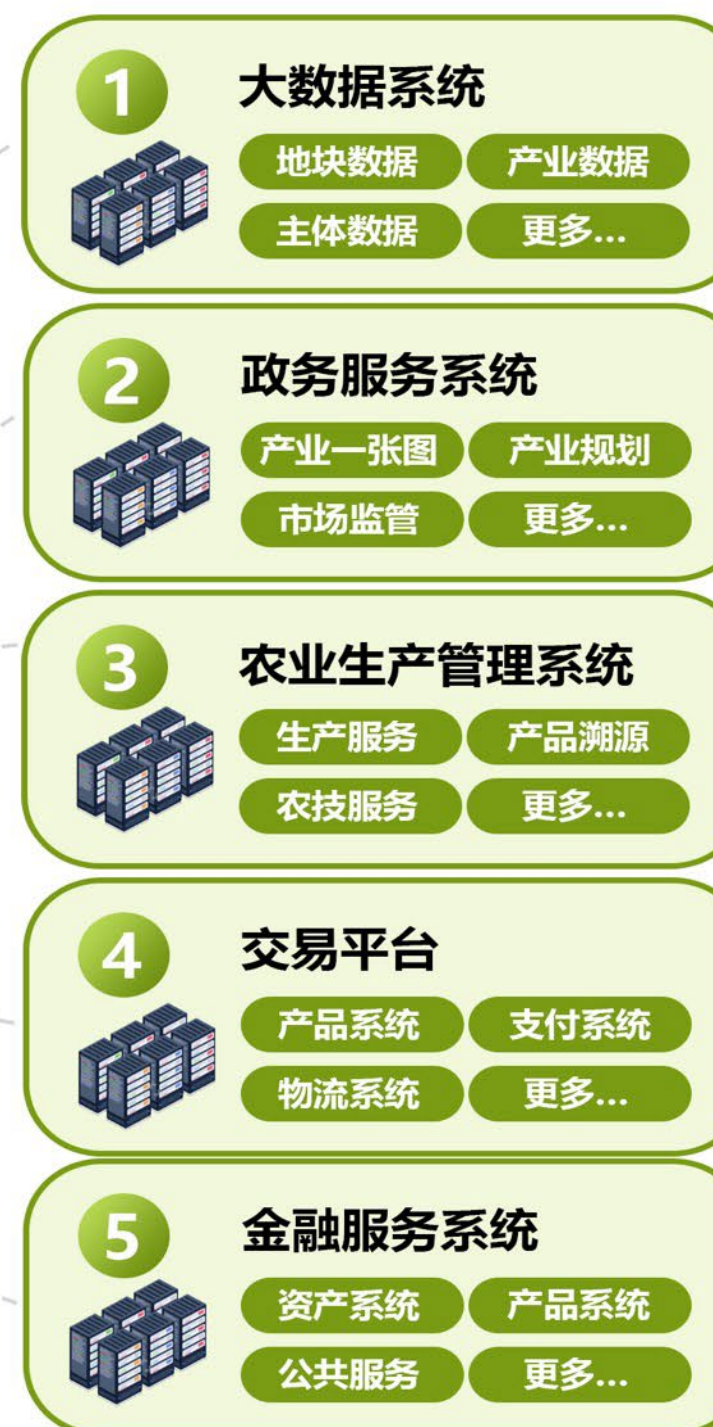 1
大数据系统
地块数据 产业数据
主体数据 更多...
2
政务服务系统
产业一张图 产业规划
市场监管 更多...
3
农业生产管理系统
生产服务 产品溯源
农技服务 更多...
4
交易平台
产品系统 支付系统
物流系统 更多...
5
金融服务系统
资产系统 产品系统
公共服务 更多...